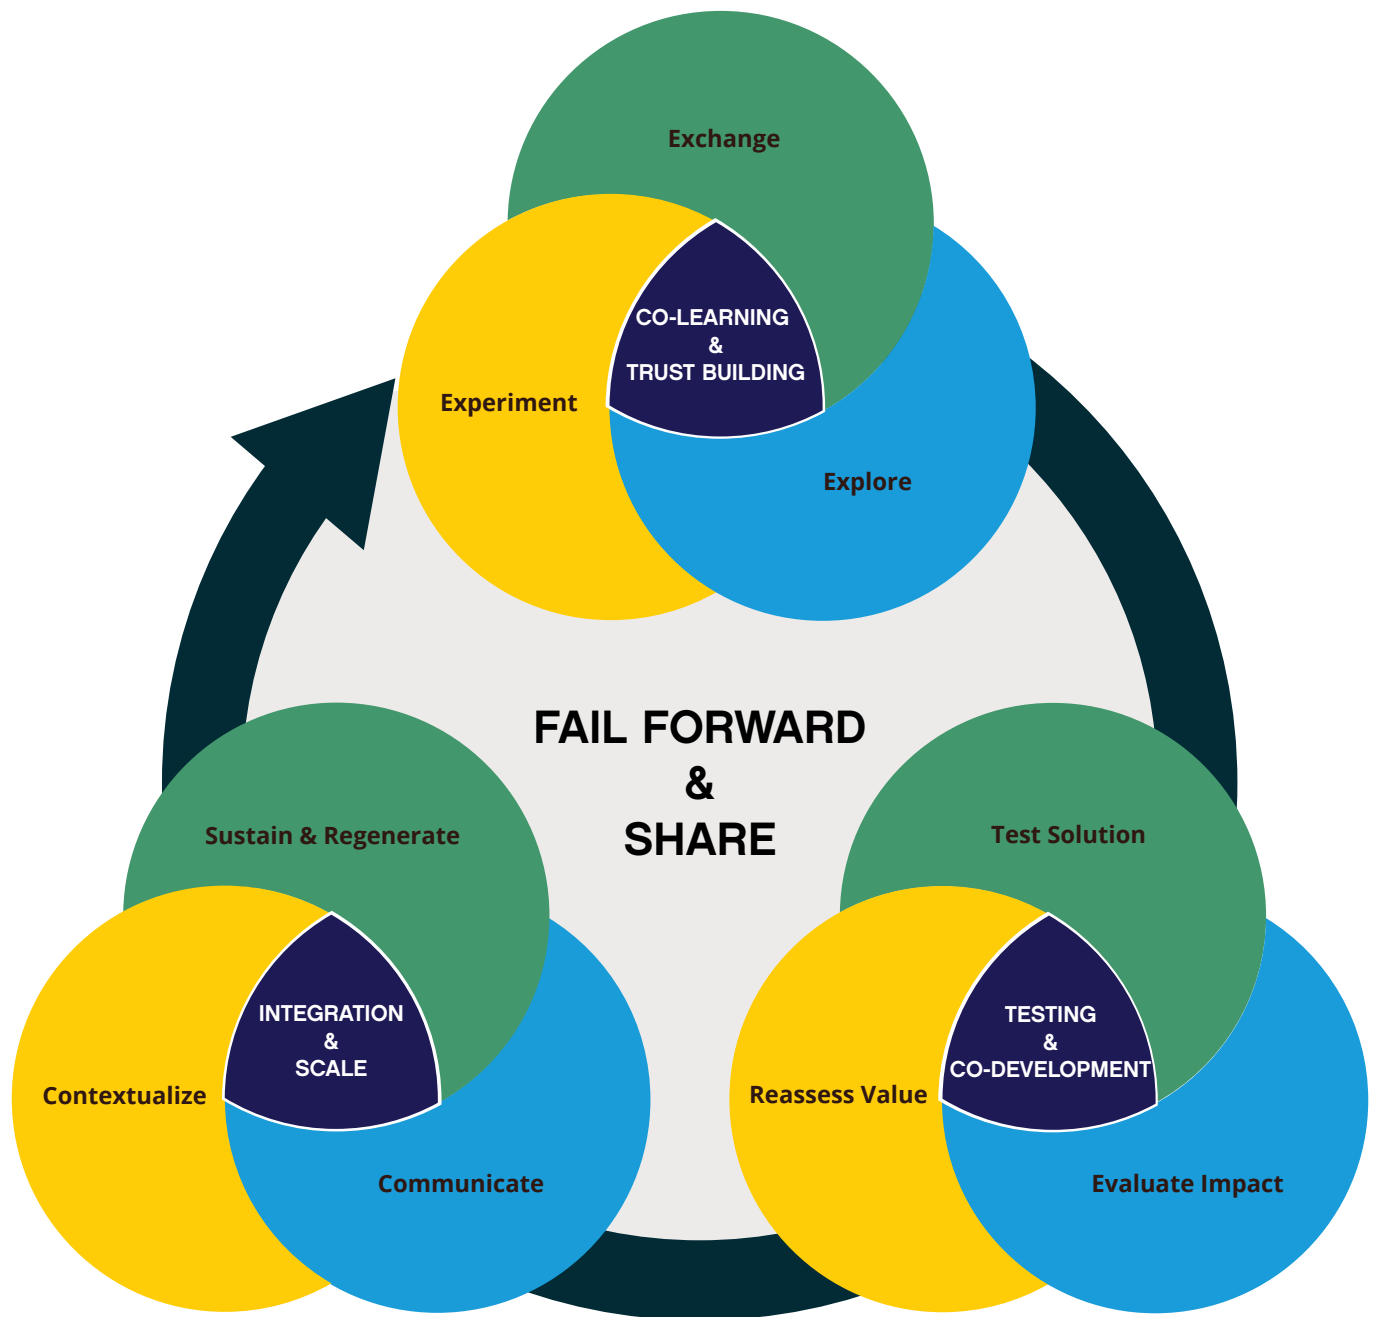 Exchange
CO-LEARNING
&
TRUST BUILDING
Experiment
Explore
FAIL FORWARD
&
SHARE
Sustain & Regenerate
INTEGRATION
&
SCALE
Contextualize
Communicate
Test Solution
TESTING
&
CO-DEVELOPMENT
Reassess Value
Evaluate Impact